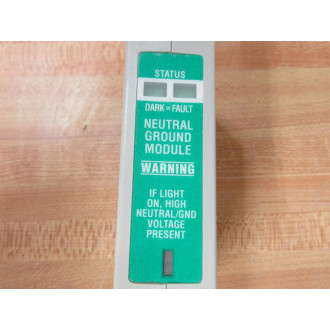 STATUS
DARK = FAULT
NEUTRAL
GROUND
MODULE
WARNING
IF LIGHT
ON, HIGH
NEUTRAL/GND
VOLTAGE
PRESENT